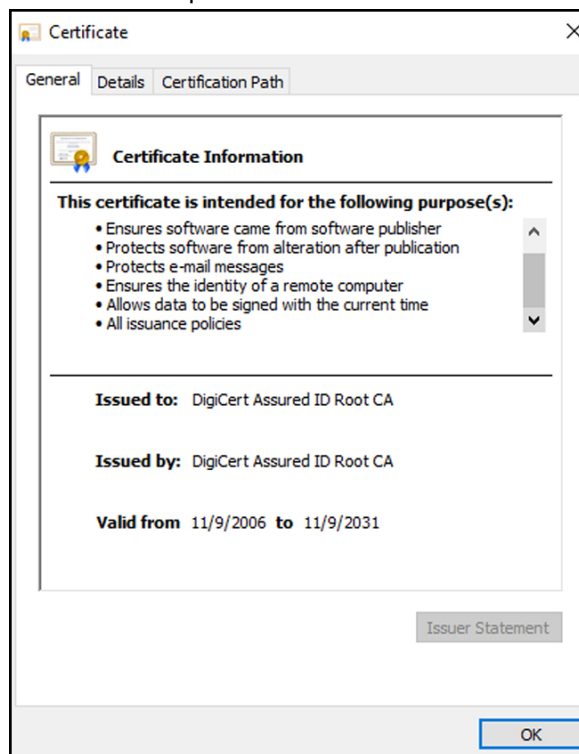 Certificate
General Details Certification Path
Certificate Information
This certificate is intended for the following purpose(s):
• Ensures software came from software publisher
• Protects software from alteration after publication
• Protects e-mail messages
• Ensures the identity of a remote computer
• Allows data to be signed with the current time
• All issuance policies
Issued to: DigiCert Assured ID Root CA
Issued by: DigiCert Assured ID Root CA
Valid from 11/9/2006 to 11/9/2031
Issuer Statement
OK